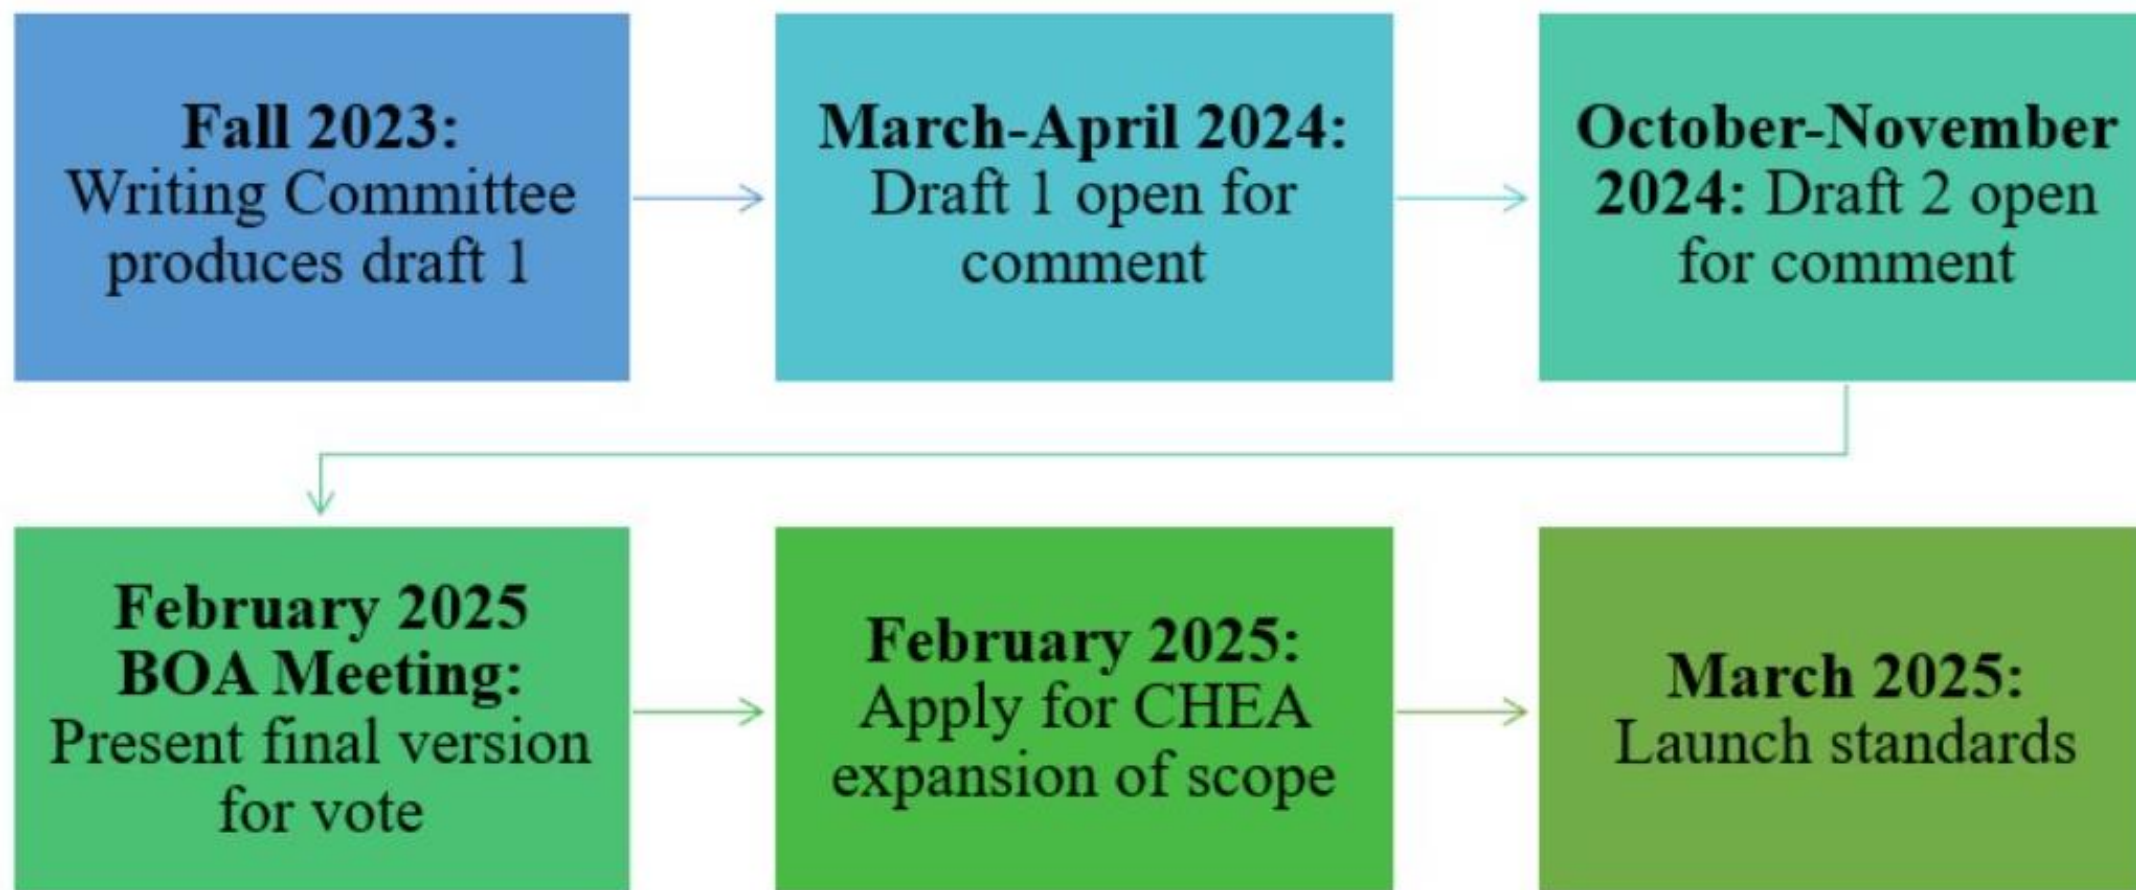 Fall 2023:
Writing Committee
produces draft 1
March-April 2024:
Draft 1 open for
comment
October-November
2024: Draft 2 open
for comment
February 2025
BOA Meeting:
Present final version
for vote
February 2025:
Apply for CHEA
expansion of scope
March 2025:
Launch standards